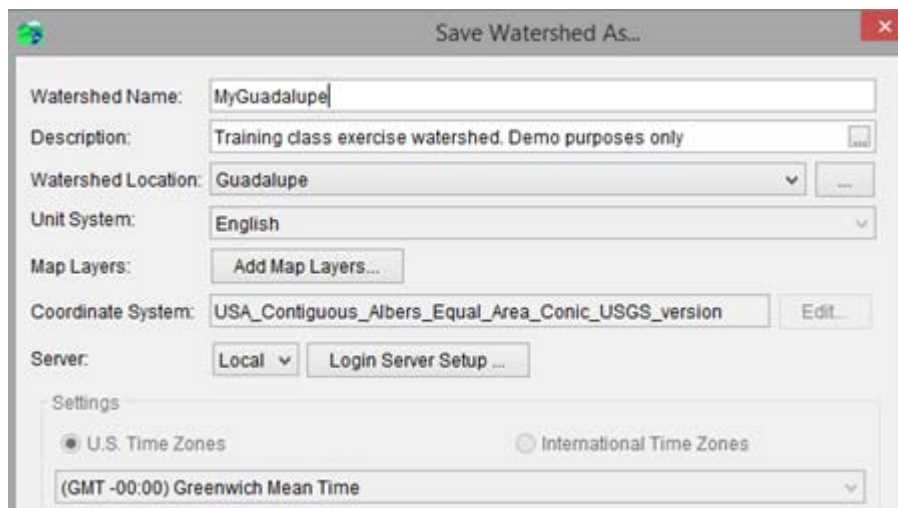 Save Watershed As...
Watershed Name: MyGuadalupe
Description: Training class exercise watershed. Demo purposes only ...
Watershed Location: Guadalupe ...
Unit System: English
Map Layers: Add Map Layers...
Coordinate System: USA_Contiguous_Albers_Equal_Area_Conic_USGS_version Edit...
Server: Local Login Server Setup ...
Settings
U.S. Time Zones International Time Zones
(GMT -00:00) Greenwich Mean Time